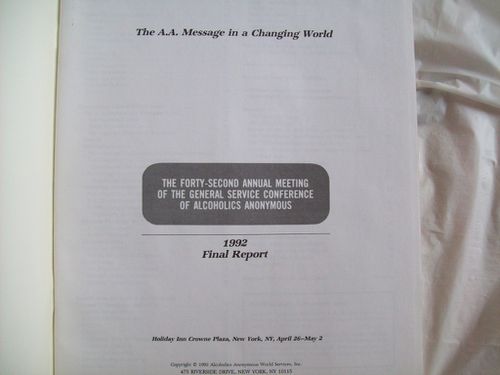 The A.A. Message in a Changing World
THE FORTY-SECOND ANNUAL MEETING
OF THE GENERAL SERVICE CONFERENCE
OF ALCOHOLICS ANONYMOUS
1992
Final Report
Holiday Inn Crowne Plaza, New York, NY, April 26–May 2
Copyright © 1992 Alcoholics Anonymous World Services, Inc.
475 RIVERSIDE DRIVE, NEW YORK, NY 10115